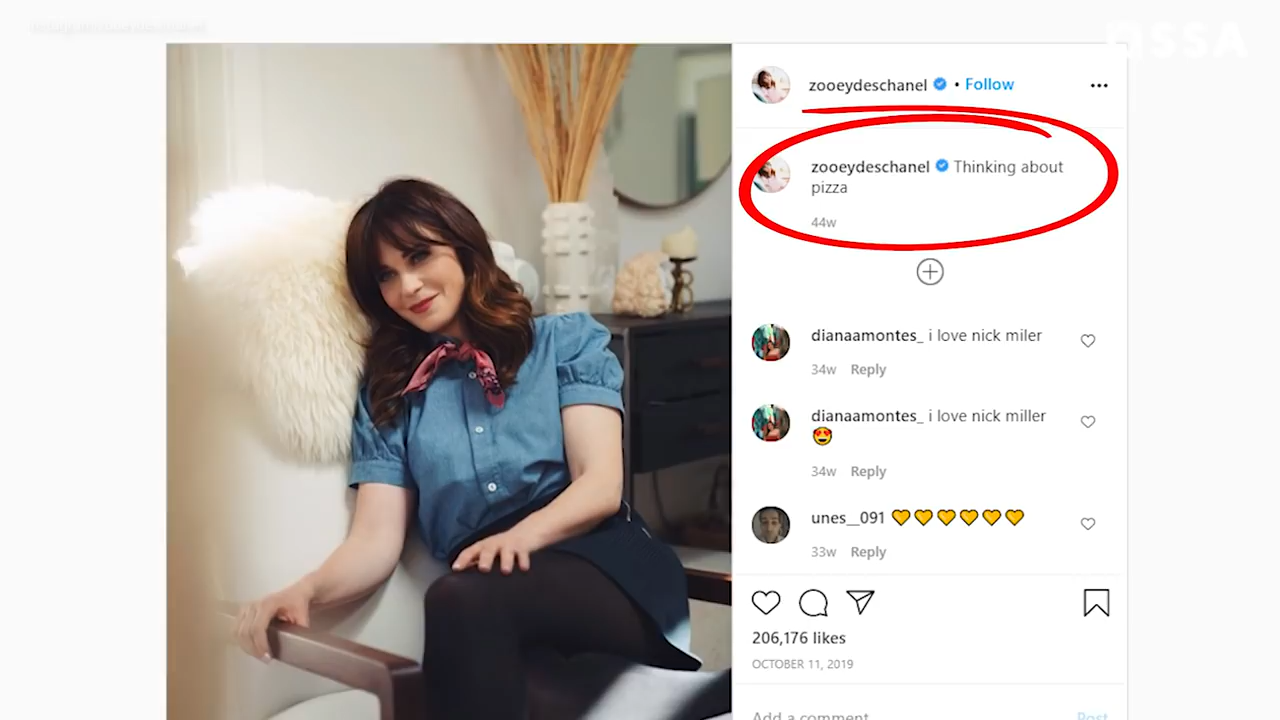 zooeydeschanel • Follow
zooeydeschanel Thinking about
pizza
44w
dianaamontes_ i love nick miler
34w Reply
dianaamontes_ i love nick miller
😍
34w Reply
unes__091 💛💛💛💛💛💛
33w Reply
206,176 likes
OCTOBER 11, 2019
Add a comment
Post